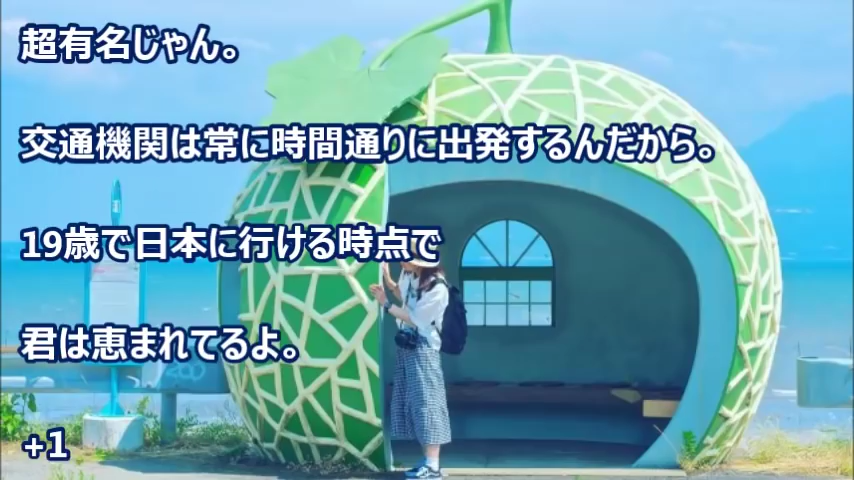 超有名じゃん。
交通機関は常に時間通りに出発するんだから。
19歳で日本に行ける時点で
君は恵まれてるよ。
+1